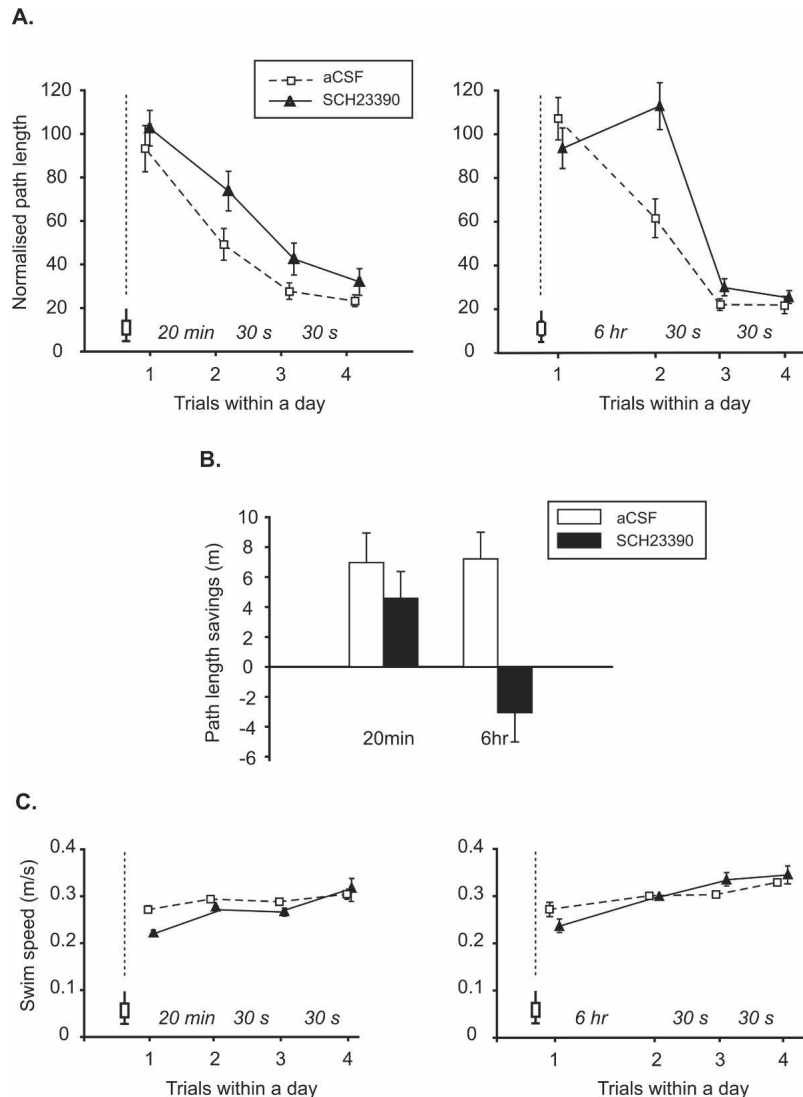 A.
aCSF
SCH23390
Normalised path length
120
100
80
60
40
20
0
20 min 30 s 30 s
1 2 3 4
Trials within a day
120
100
80
60
40
20
0
6 hr 30 s 30 s
1 2 3 4
Trials within a day
B.
aCSF
SCH23390
Path length savings (m)
10
8
6
4
2
0
-2
-4
-6
20min 6hr
C.
Swim speed (m/s)
0.4
0.3
0.2
0.1
0
20 min 30 s 30 s
1 2 3 4
Trials within a day
0.4
0.3
0.2
0.1
0
6 hr 30 s 30 s
1 2 3 4
Trials within a day